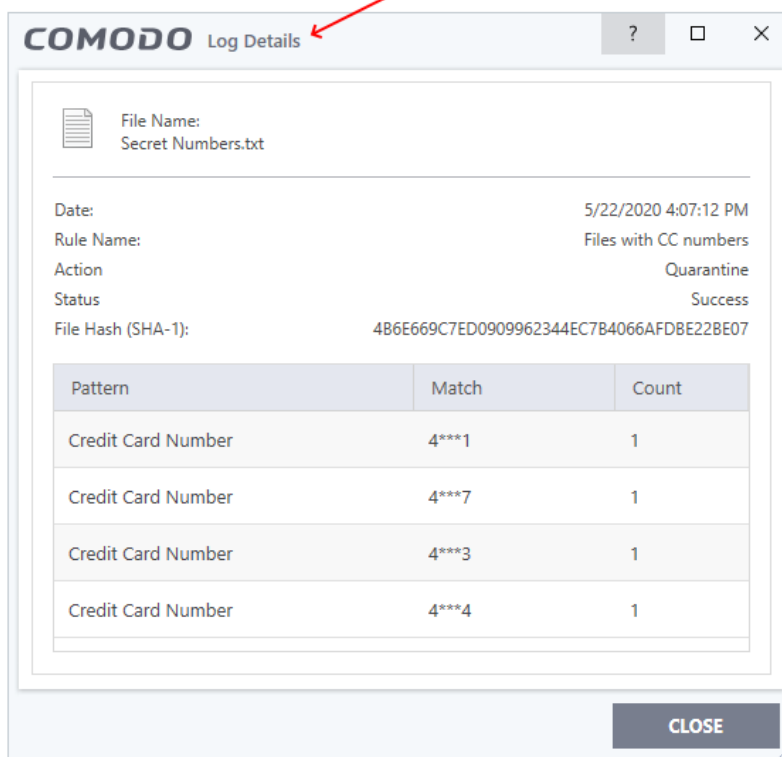 COMODO Log Details ?
File Name:
Secret Numbers.txt
Date: 5/22/2020 4:07:12 PM
Rule Name: Files with CC numbers
Action Quarantine
Status Success
File Hash (SHA-1): 4B6E669C7ED0909962344EC7B4066AFDBE22BE07
Pattern Match Count
Credit Card Number 4***1 1
Credit Card Number 4***7 1
Credit Card Number 4***3 1
Credit Card Number 4***4 1
CLOSE